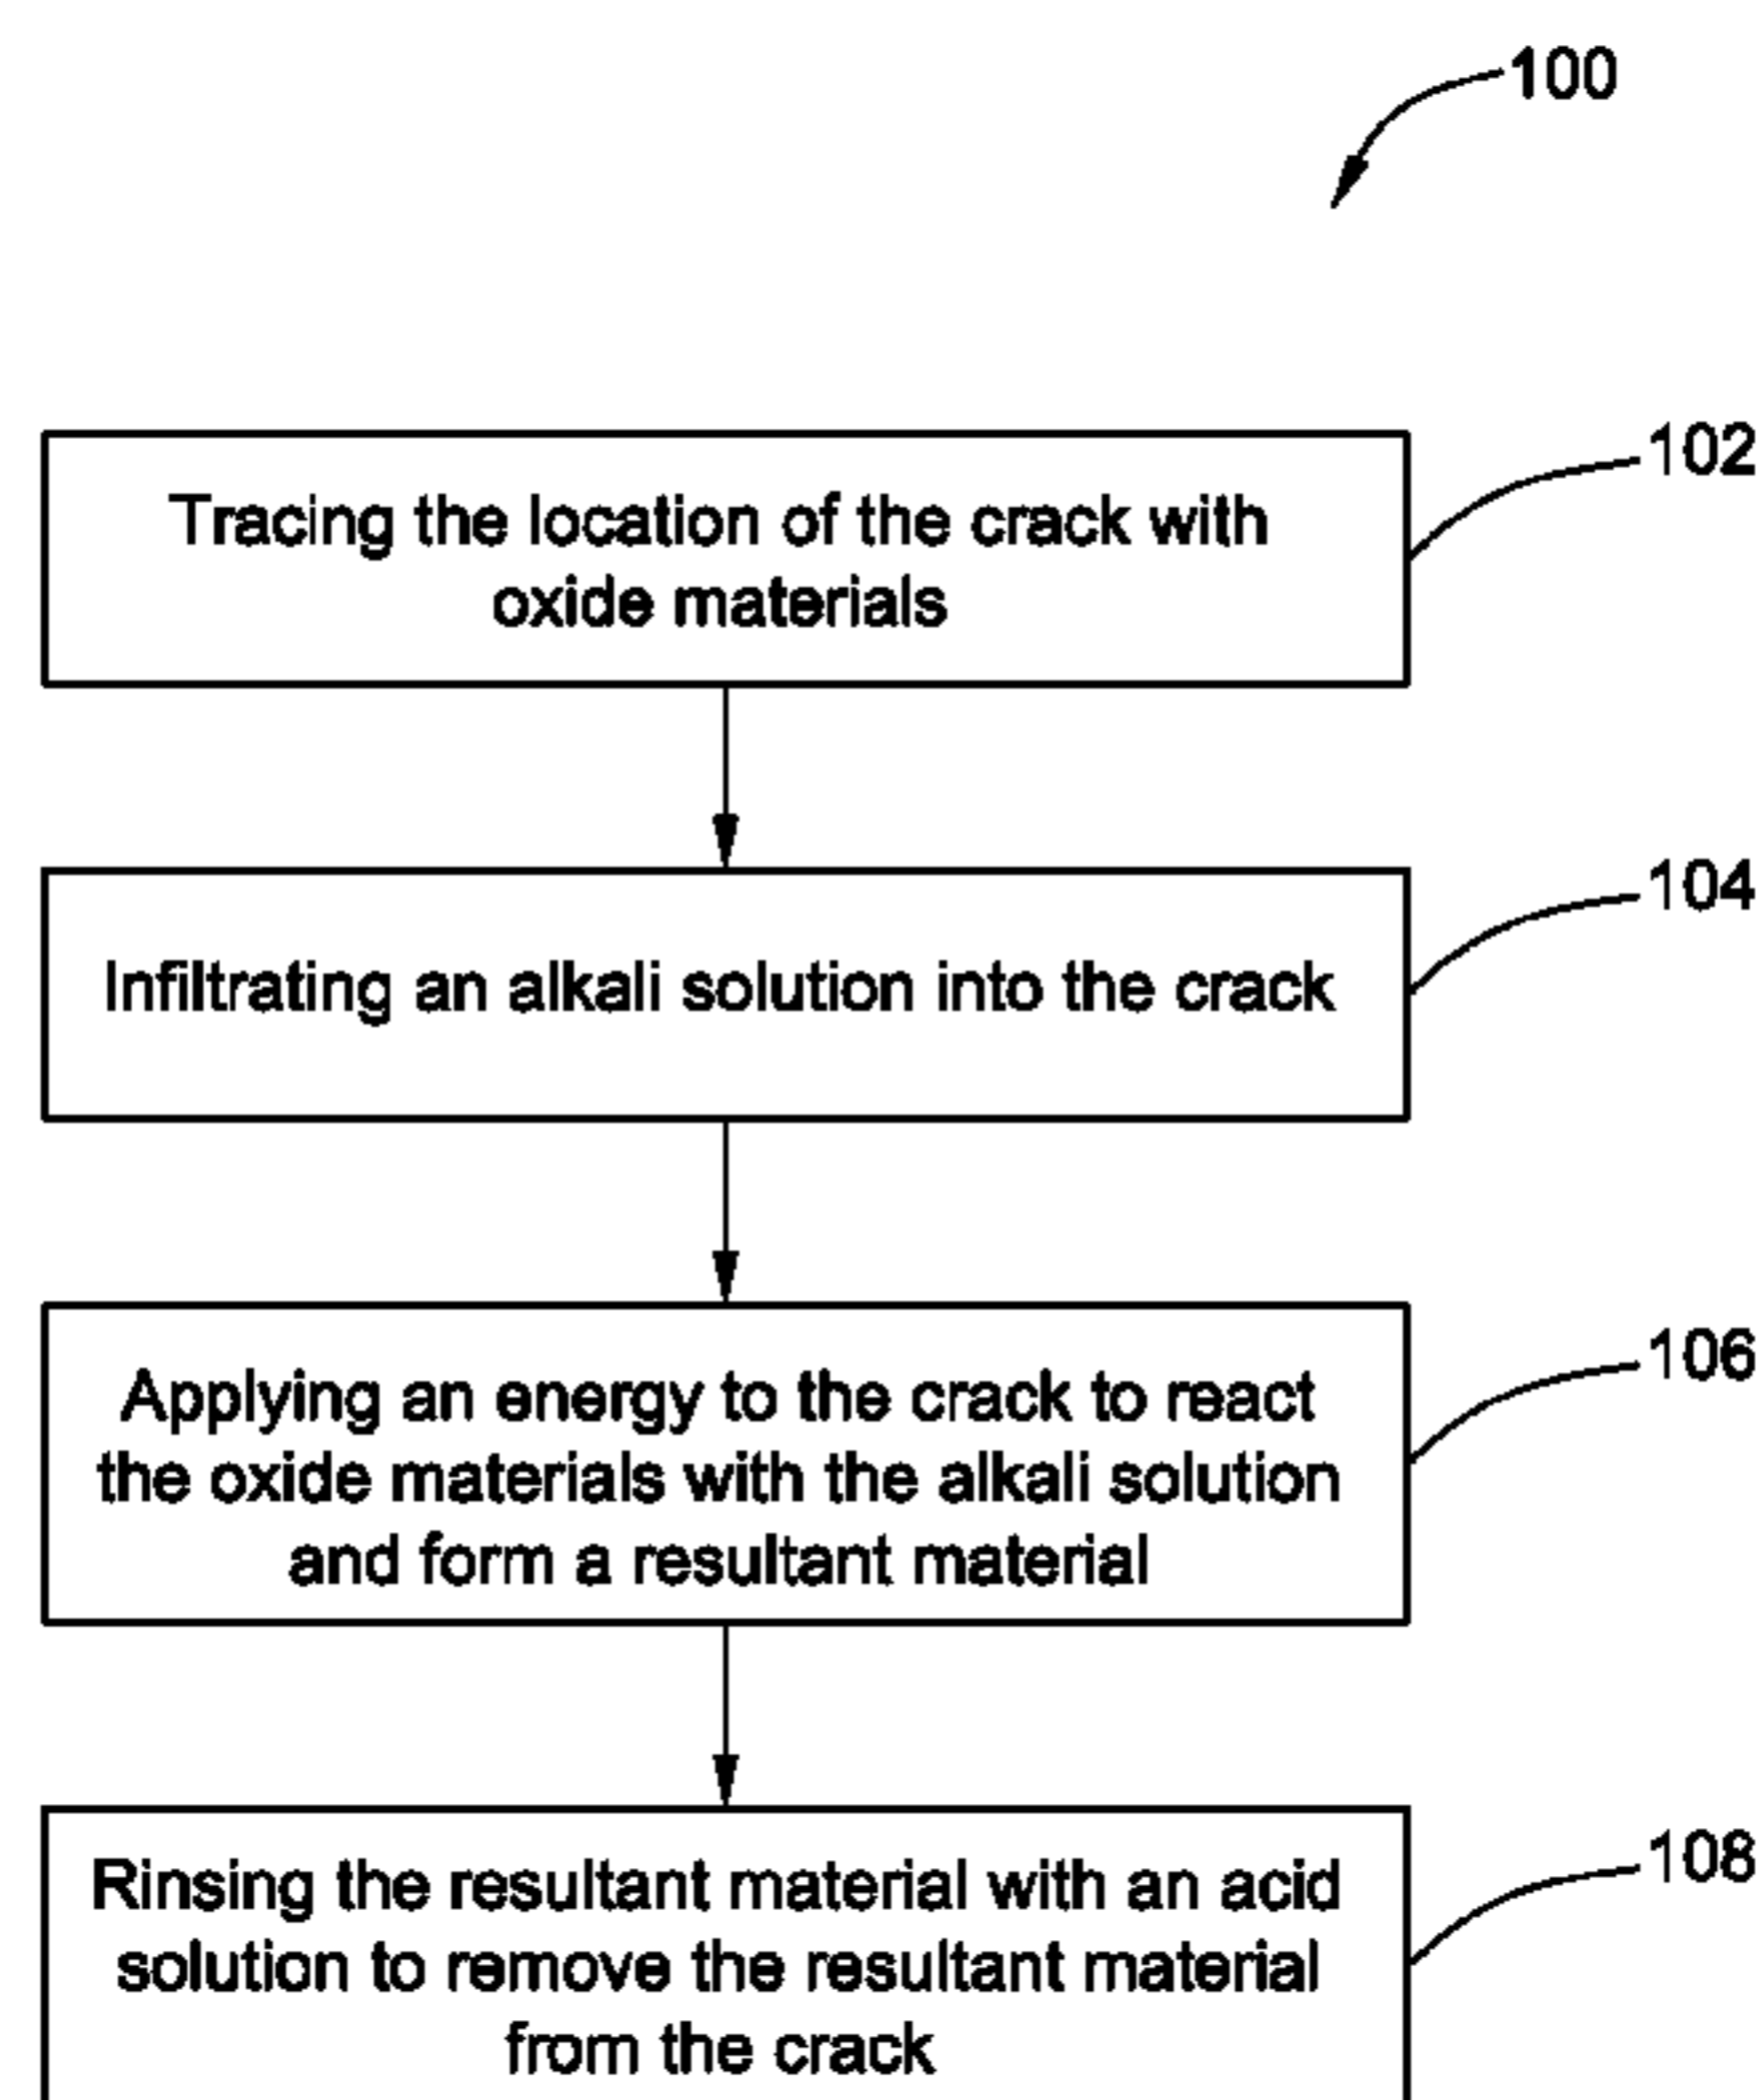 100
102
Tracing the location of the crack with
oxide materials
104
Infiltrating an alkali solution into the crack
106
Applying an energy to the crack to react
the oxide materials with the alkali solution
and form a resultant material
108
Rinsing the resultant material with an acid
solution to remove the resultant material
from the crack